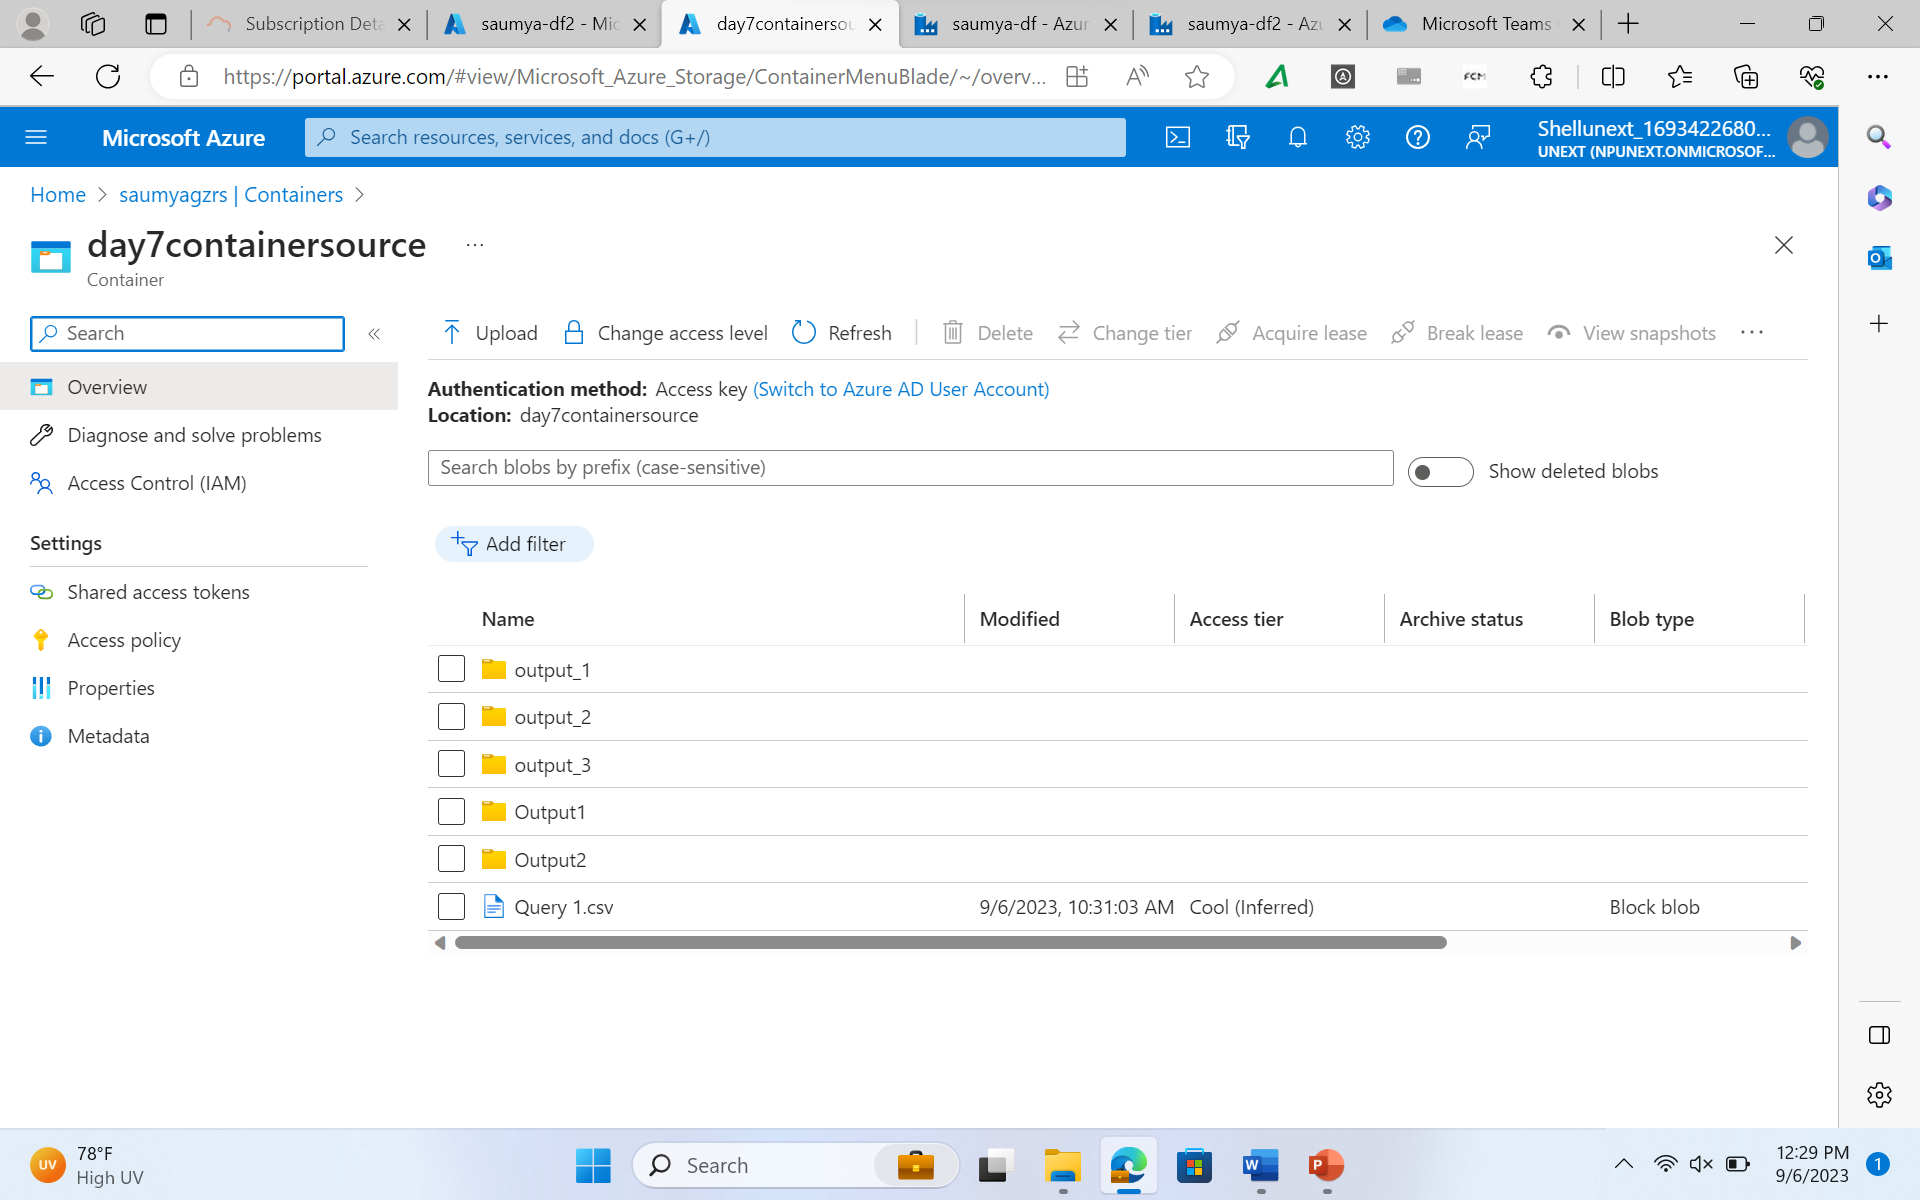 Subscription Deta
saumya-df2 - Mic
day7containersou
saumya-df - Azur
saumya-df2 - Azu
Microsoft Teams
https://portal.azure.com/#view/Microsoft_Azure_Storage/ContainerMenuBlade/~/overv...
FCM
Microsoft Azure
Search resources, services, and docs (G+/)
Shellunext_1693422680...
UNEXT (NPUNEXT.ONMICROSOF...
Home > saumyagzrs | Containers >
day7containersource
...
Container
Search
«
Upload
Change access level
Refresh
Delete
Change tier
Acquire lease
Break lease
View snapshots
...
Overview
Diagnose and solve problems
Access Control (IAM)
Settings
Shared access tokens
Access policy
Properties
Metadata
Authentication method: Access key (Switch to Azure AD User Account)
Location: day7containersource
Search blobs by prefix (case-sensitive)
Show deleted blobs
Add filter
Name Modified Access tier Archive status Blob type
output_1
output_2
output_3
Output1
Output2
Query 1.csv 9/6/2023, 10:31:03 AM Cool (Inferred) Block blob
UV
78°F
High UV
Search
12:29 PM
9/6/2023
1